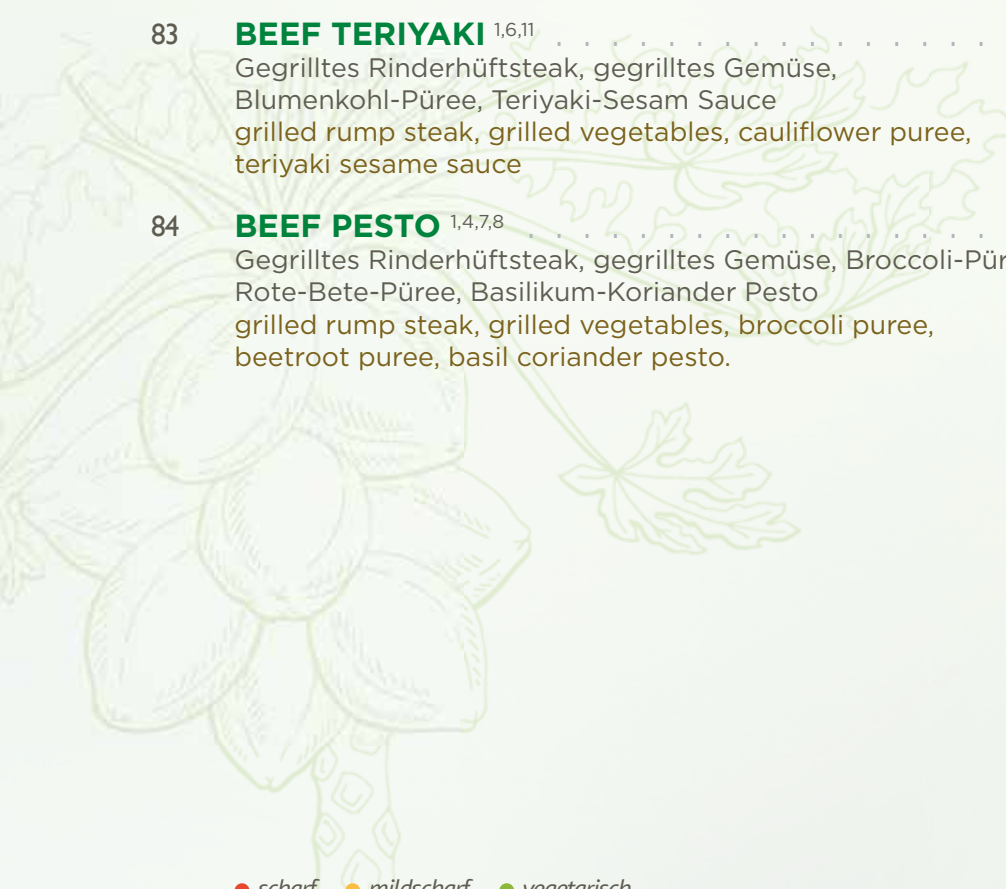 83 BEEF TERIYAKI 1,6,11 . . . . . . . . . . . . . . . .
Gegrilltes Rinderhüftsteak, gegrilltes Gemüse,
Blumenkohl-Püree, Teriyaki-Sesam Sauce
grilled rump steak, grilled vegetables, cauliflower puree,
teriyaki sesame sauce
84 BEEF PESTO 1,4,7,8 . . . . . . . . . . . . . . . . .
Gegrilltes Rinderhüftsteak, gegrilltes Gemüse, Broccoli-Pür
Rote-Bete-Püree, Basilikum-Koriander Pesto
grilled rump steak, grilled vegetables, broccoli puree,
beetroot puree, basil coriander pesto.
scharf mildscharf vegetarisch